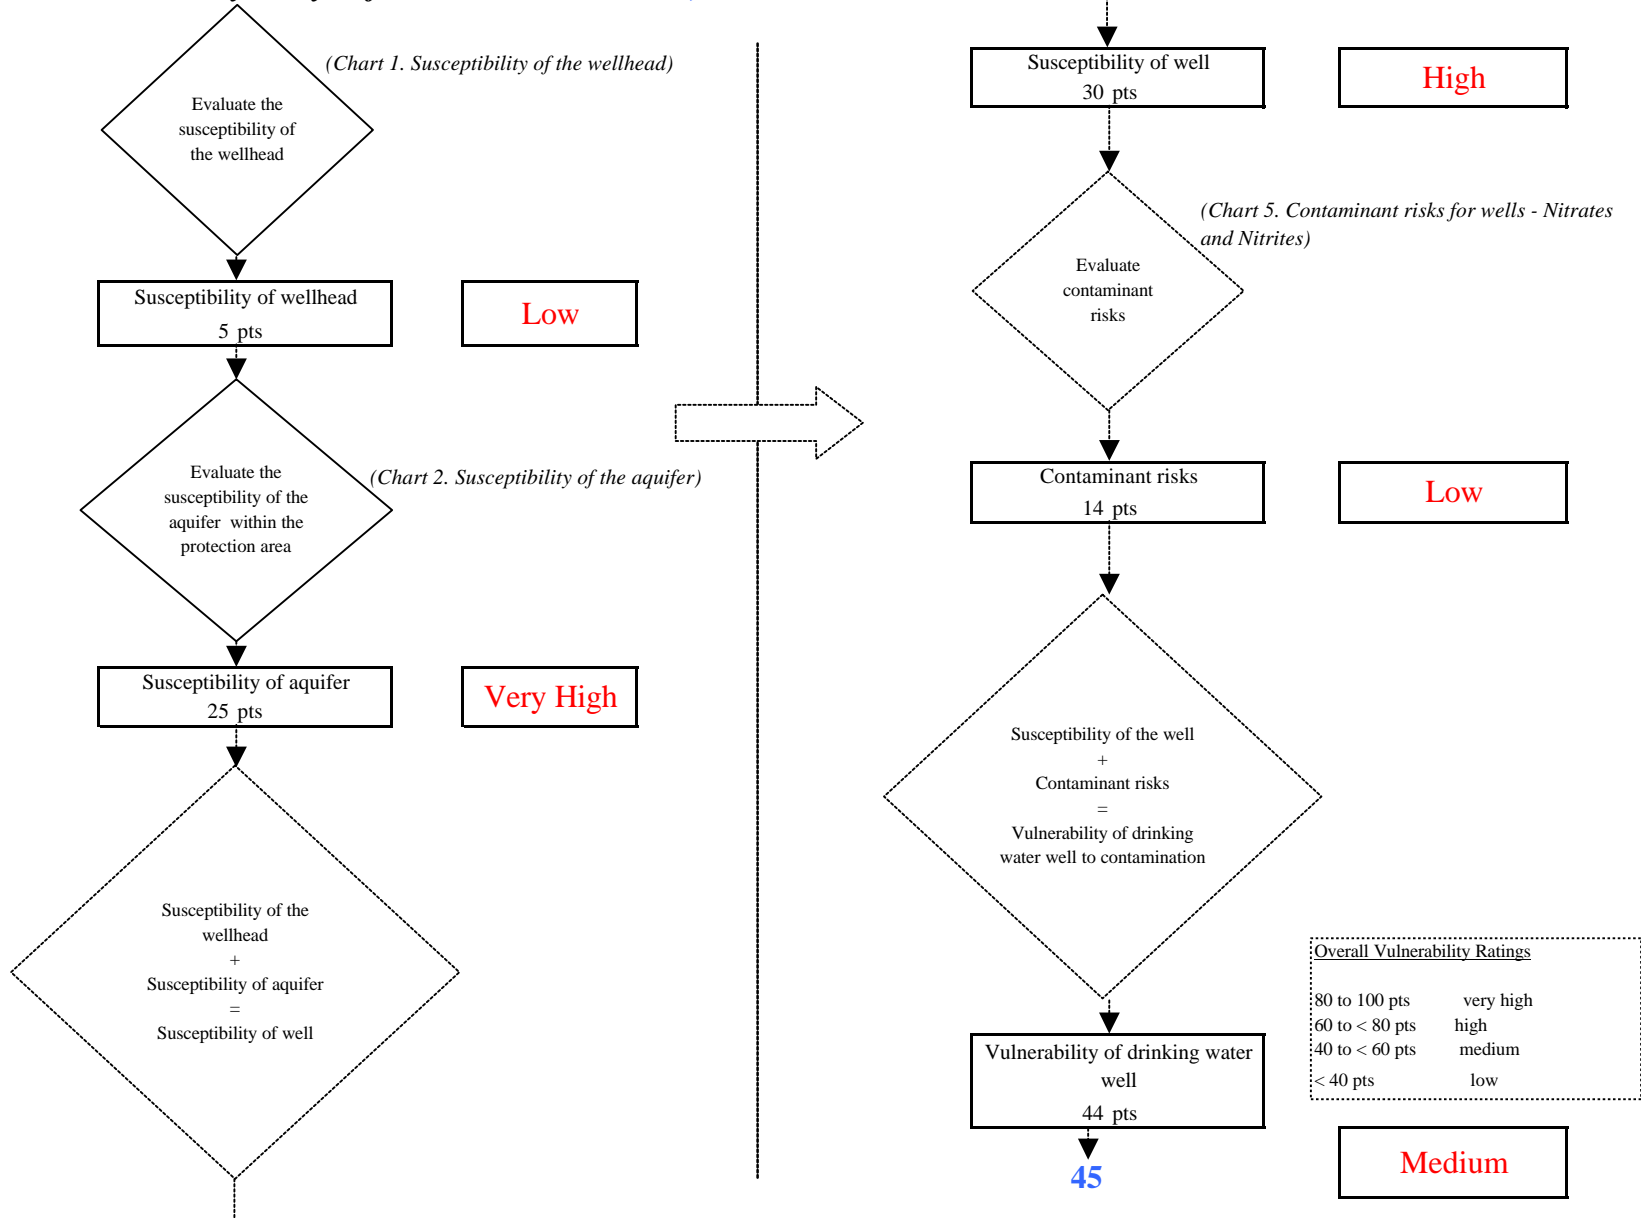 (Chart 1. Susceptibility of the wellhead)
Evaluate the
susceptibility of
the wellhead
Susceptibility of wellhead
5 pts
Low
Evaluate the
susceptibility of the
aquifer within the
protection area
(Chart 2. Susceptibility of the aquifer)
Susceptibility of aquifer
25 pts
Very High
Susceptibility of the
wellhead
+
Susceptibility of aquifer
=
Susceptibility of well
Susceptibility of well
30 pts
High
(Chart 5. Contaminant risks for wells - Nitrates
and Nitrites)
Evaluate
contaminant
risks
Contaminant risks
14 pts
Low
Susceptibility of the well
+
Contaminant risks
=
Vulnerability of drinking
water well to contamination
Overall Vulnerability Ratings
80 to 100 pts very high
60 to < 80 pts high
40 to < 60 pts medium
< 40 pts low
Vulnerability of drinking water
well
44 pts
45
Medium